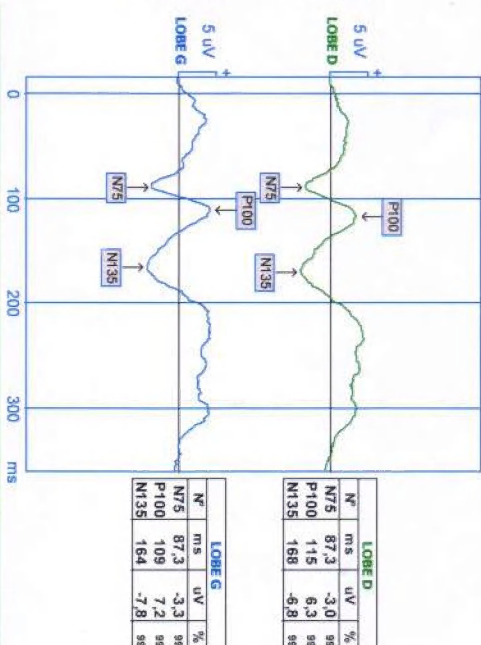 5 uV
+
LOBE D
N75
P100
N135
5 uV
+
LOBE G
N75
P100
N135
0 100 200 300 ms
LOBE D
N° ms uV %
N75 87,3 -3,0
P100 115 6,3
N135 168 -6,8
LOBE G
N° ms uV %
N75 87,3 -3,3
P100 109 7,2
N135 164 -7,8